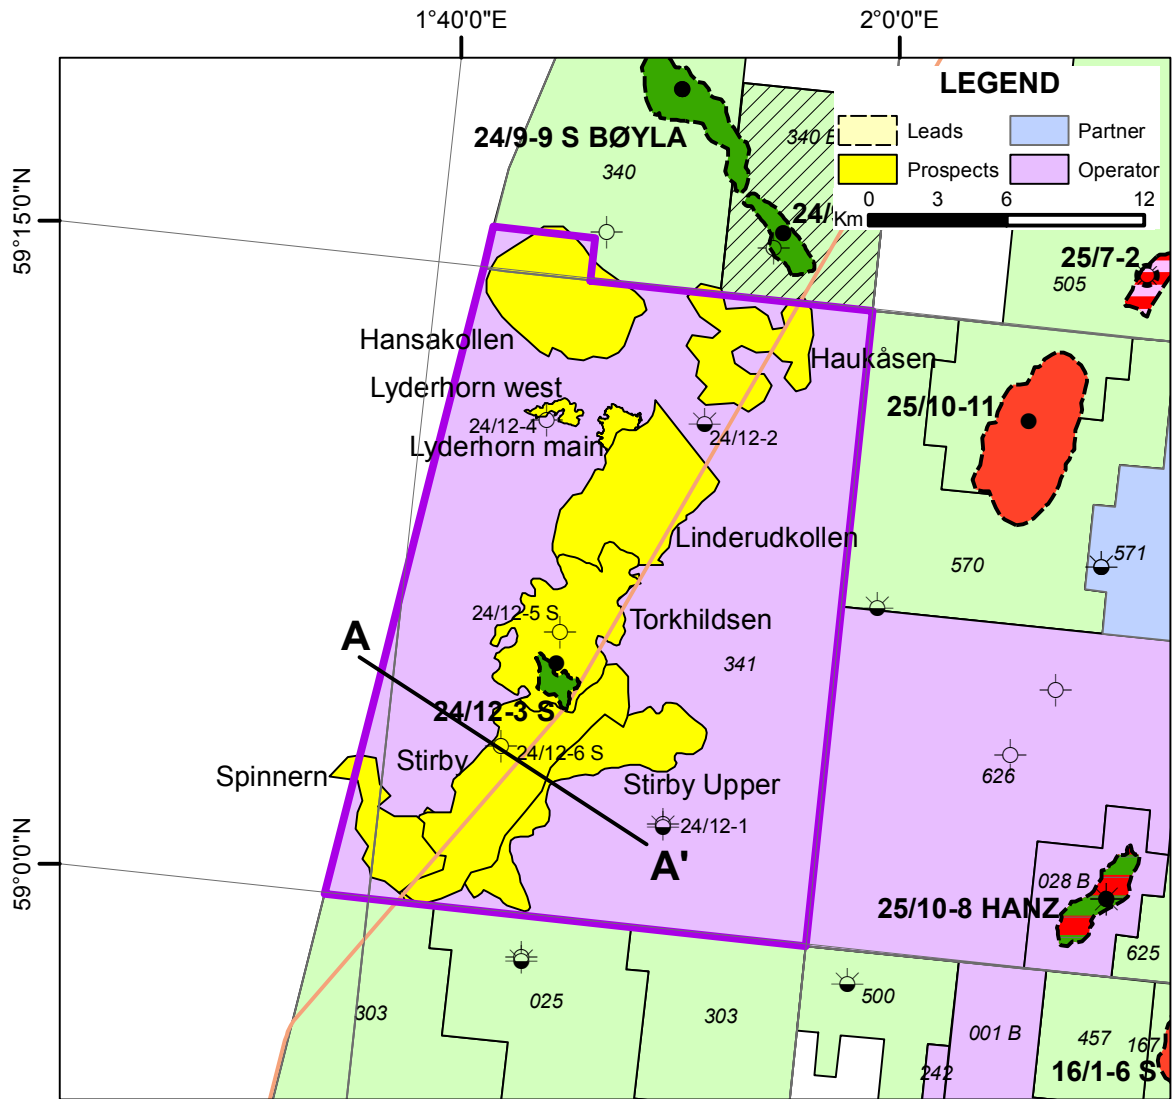 1°40'0"E
2°0'0"E
LEGEND
Leads
Partner
Prospects
Operator
0 3 6 12
Km
59°15'0"N
59°0'0"N
24/9-9 S BØYLA
340
340 B
24/9
25/7-2
505
Hansakollen
Haukåsen
Lyderhorn west
24/12-4
Lyderhorn main
24/12-2
25/10-11
Linderudkollen
570
571
24/12-5 S
Torkhildsen
A
341
24/12-3 S
24/12-6 S
Stirby
Spinnern
Stirby Upper
24/12-1
A'
626
028 B
25/10-8 HANZ
625
303
025
303
500
001 B
457
167
242
16/1-6 S